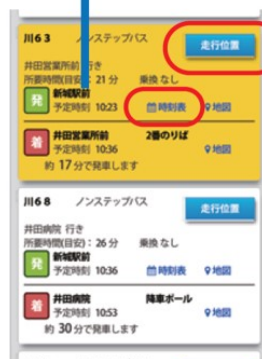 川63 ノンステップバス 走行位置
井田営業所前 行き
所要時間(目安): 21分 乗換 なし
発 新城駅前
予定時刻 10:23 時刻表 地図
着 井田営業所前 2番のりば
予定時刻 10:36 地図
約 17 分で発車します
川68 ノンステップバス 走行位置
井田病院 行き
所要時間(目安): 26分 乗換 なし
発 新城駅前
予定時刻 10:36 時刻表 地図
着 井田病院 降車ポール
予定時刻 10:53 地図
約 30 分で発車します